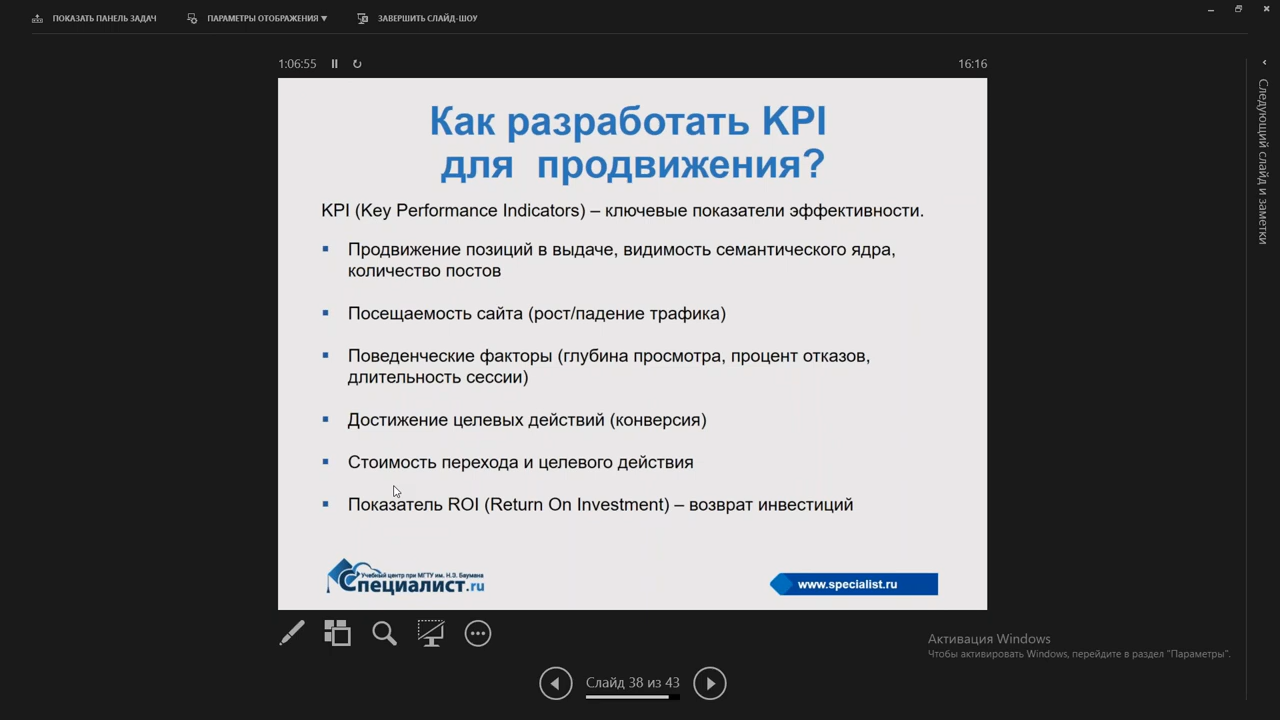 ПОКАЗАТЬ ПАНЕЛЬ ЗАДАЧ
ПАРАМЕТРЫ ОТОБРАЖЕНИЯ
ЗАВЕРШИТЬ СЛАЙД-ШОУ
1:06:55
16:16
Следующий слайд и заметки
Как разработать KPI
для продвижения?
KPI (Key Performance Indicators) – ключевые показатели эффективности.
Продвижение позиций в выдаче, видимость семантического ядра,
количество постов
Посещаемость сайта (рост/падение трафика)
Поведенческие факторы (глубина просмотра, процент отказов,
длительность сессии)
Достижение целевых действий (конверсия)
Стоимость перехода и целевого действия
Показатель ROI (Return On Investment) – возврат инвестиций
Учебный центр при МГТУ им. Н.Э. Баумана
Специалист.ru
www.specialist.ru
Активация Windows
Чтобы активировать Windows, перейдите в раздел "Параметры".
Слайд 38 из 43